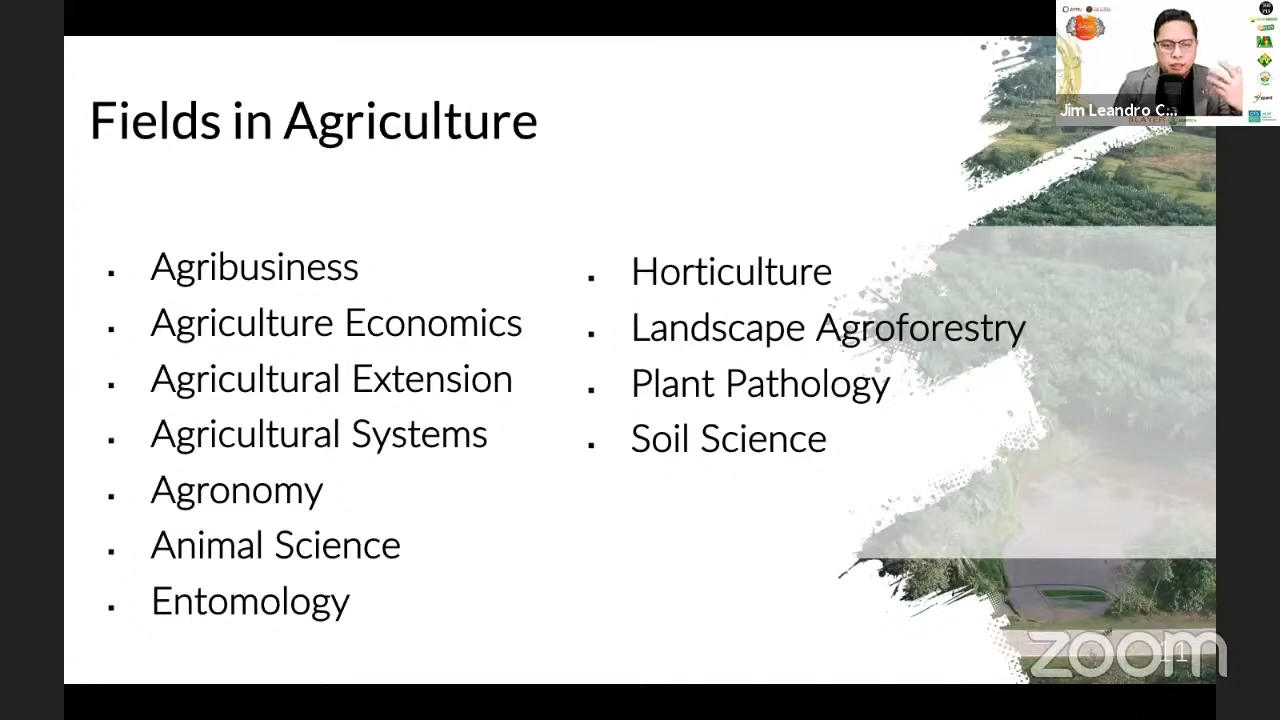 Fields in Agriculture
Agribusiness
Agriculture Economics
Agricultural Extension
Agricultural Systems
Agronomy
Animal Science
Entomology
Horticulture
Landscape Agroforestry
Plant Pathology
Soil Science
Jim Leandro C...
zoom
11